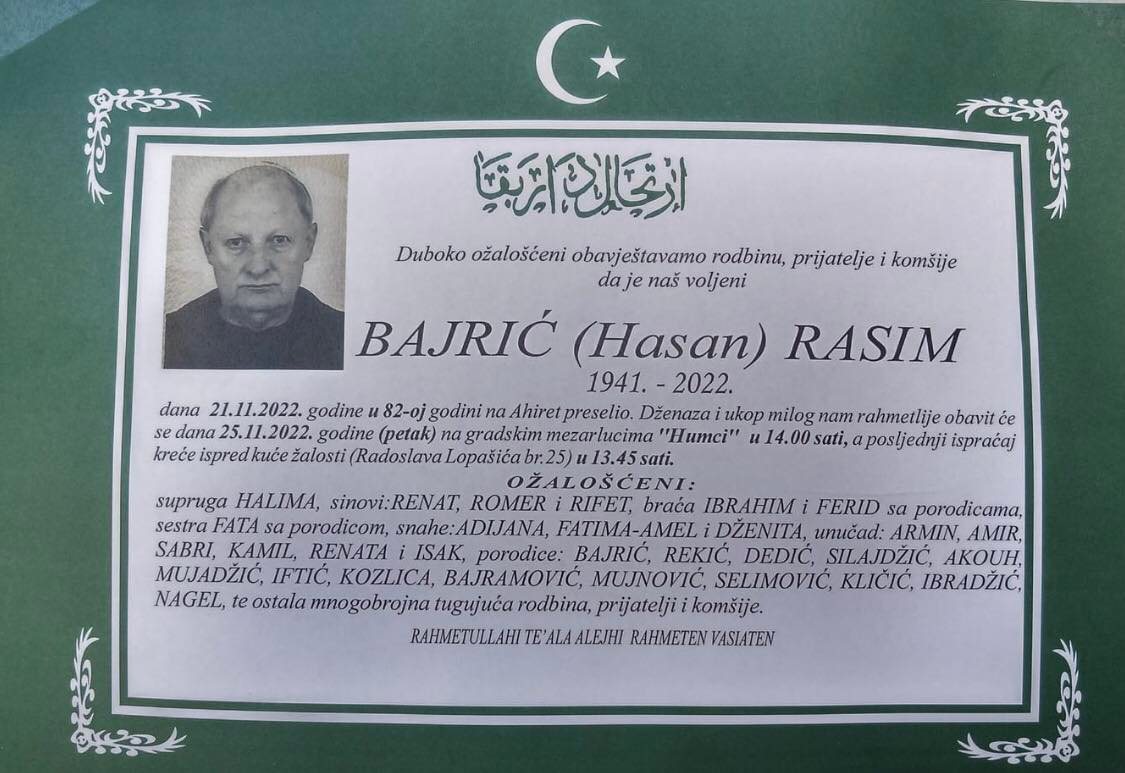 ارتحال دار بقا
Duboko ožalošćeni obavještavamo rodbinu, prijatelje i komšije
da je naš voljeni
BAJRIĆ (Hasan) RASIM
1941. - 2022.
dana 21.11.2022. godine u 82-oj godini na Ahiret preselio. Dženaza i ukop milog nam rahmetlije obavit će
se dana 25.11.2022. godine (petak) na gradskim mezarlucima "Humci" u 14.00 sati, a posljednji ispraćaj
kreće ispred kuće žalosti (Radoslava Lopašića br.25) u 13.45 sati.
OŽALOŠĆENI:
supruga HALIMA, sinovi:RENAT, ROMER i RIFET, braća IBRAHIM i FERID sa porodicama,
sestra FATA sa porodicom, snahe:ADIJANA, FATIMA-AMEL i DŽENITA, unučad: ARMIN, AMIR,
SABRI, KAMIL, RENATA i ISAK, porodice: BAJRIĆ, REKIĆ, DEDIĆ, SILAJDŽIĆ, AKOUH,
MUJADŽIĆ, IFTIĆ, KOZLICA, BAJRAMOVIĆ, MUJNOVIĆ, SELIMOVIĆ, KLIČIĆ, IBRADŽIĆ,
NAGEL, te ostala mnogobrojna tugujuća rodbina, prijatelji i komšije.
RAHMETULLAHI TE'ALA ALEJHI RAHMETEN VASIATEN